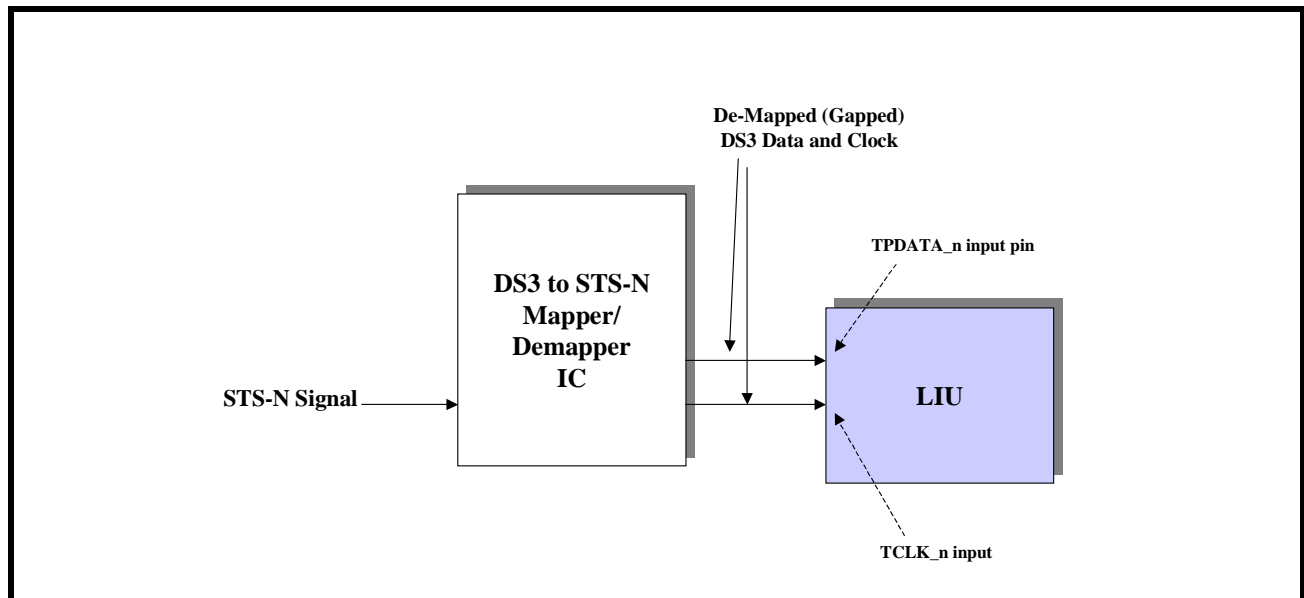 De-Mapped (Gapped)
DS3 Data and Clock
TPDATA_n input pin
DS3 to STS-N
Mapper/
Demapper
IC
STS-N Signal
LIU
TCLK_n input